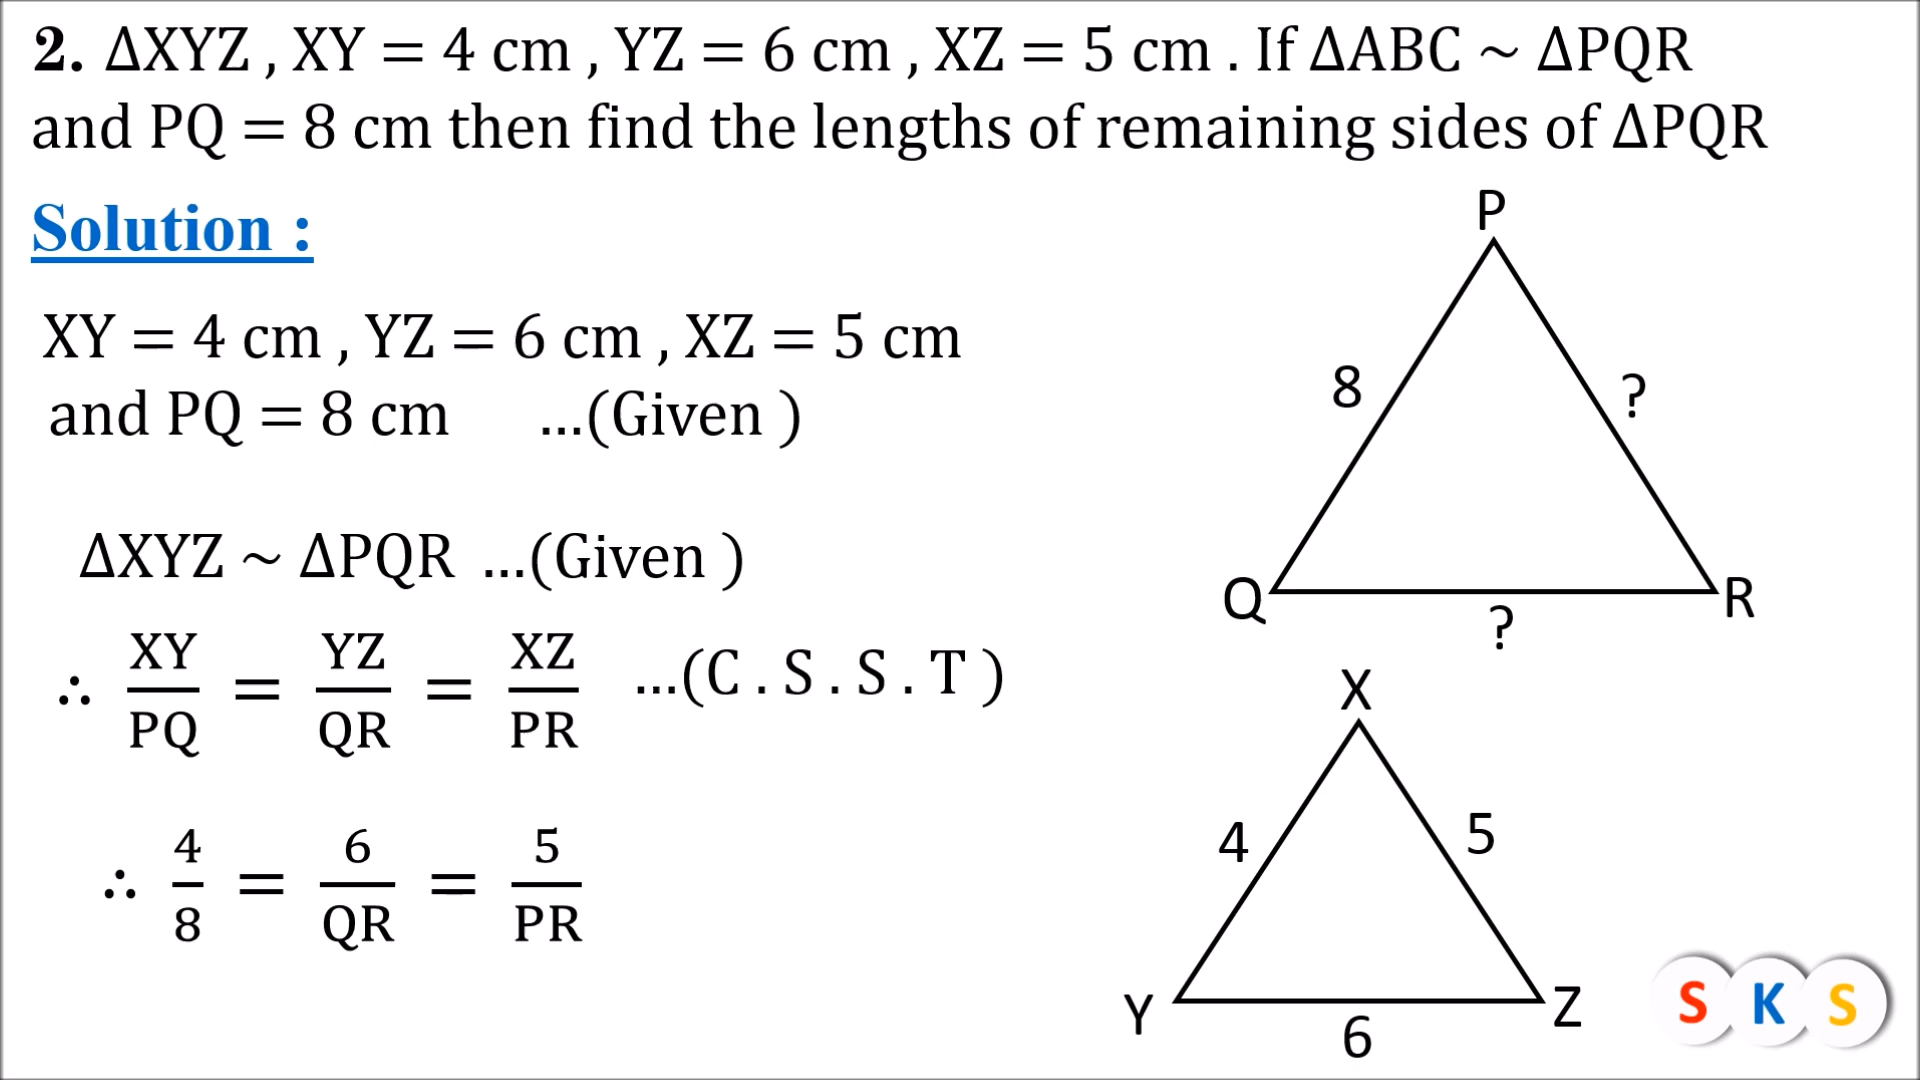 2. ΔXYZ , XY = 4 cm , YZ = 6 cm , XZ = 5 cm . If ΔABC ~ ΔPQR
and PQ = 8 cm then find the lengths of remaining sides of ΔPQR
Solution :
XY = 4 cm , YZ = 6 cm , XZ = 5 cm
and PQ = 8 cm ...(Given )
ΔXYZ ~ ΔPQR ...(Given )
∴ XY/PQ = YZ/QR = XZ/PR ...(C . S . S . T )
∴ 4/8 = 6/QR = 5/PR
P
8 ?
Q R
?
X
4 5
Y Z
6
S K S